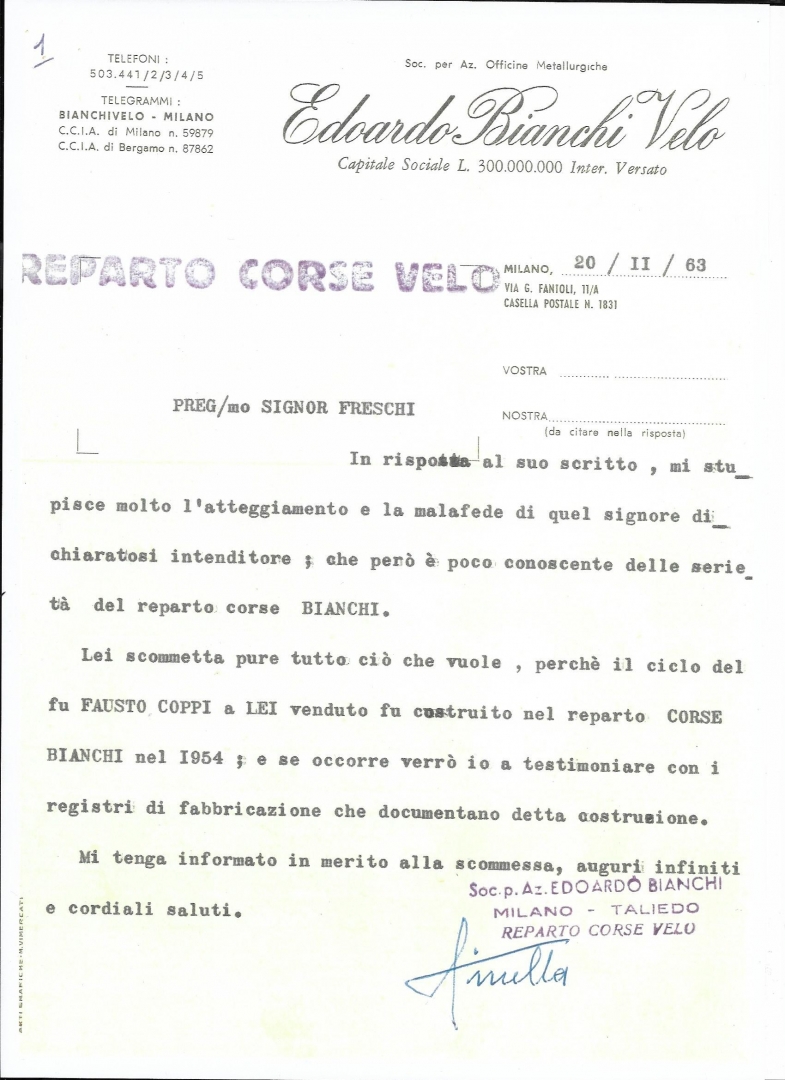 1
TELEFONI :
503.441/2/3/4/5
TELEGRAMMI :
BIANCHIVELO - MILANO
C.C.I.A. di Milano n. 59879
C.C.I.A. di Bergamo n. 87862
Soc. per Az. Officine Metallurgiche
Edoardo Bianchi Velo
Capitale Sociale L. 300.000.000 Inter. Versato
REPARTO CORSE VELO
MILANO, 20 / II / 63
VIA G. FANIOLI, 11/A
CASELLA POSTALE N. 1831
VOSTRA
NOSTRA
(da citare nella risposta)
PREG/mo SIGNOR FRESCHI
In risposta al suo scritto , mi stu_
pisce molto l'atteggiamento e la malafede di quel signore di_
chiaratosi intenditore ; che però è poco conoscente delle serie_
tà del reparto corse BIANCHI.
Lei scommetta pure tutto ciò che vuole , perchè il ciclo del
fu FAUSTO COPPI a LEI venduto fu costruito nel reparto CORSE
BIANCHI nel I954 ; e se occorre verrò io a testimoniare con i
registri di fabbricazione che documentano detta costruzione.
Mi tenga informato in merito alla scommessa, auguri infiniti
e cordiali saluti.
Soc. p. Az. EDOARDO BIANCHI
MILANO - TALIEDO
REPARTO CORSE VELO
ARTI GRAFICHE - M. VIMERCATI